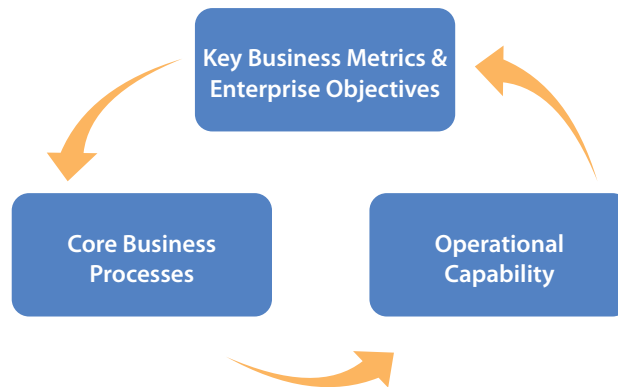 Key Business Metrics &
Enterprise Objectives
Core Business
Processes
Operational
Capability